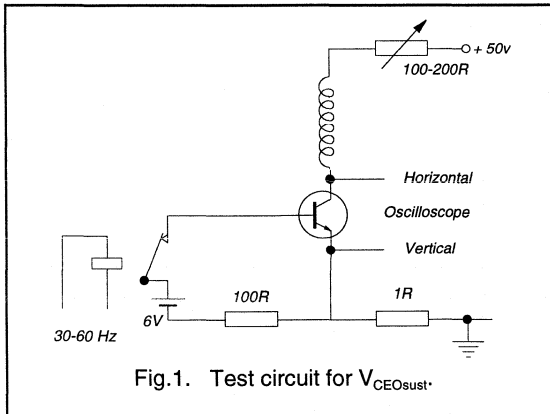 + 50v
100-200R
Horizontal
Oscilloscope
Vertical
100R
1R
6V
30-60 Hz
Fig.1. Test circuit for VCEOsust.